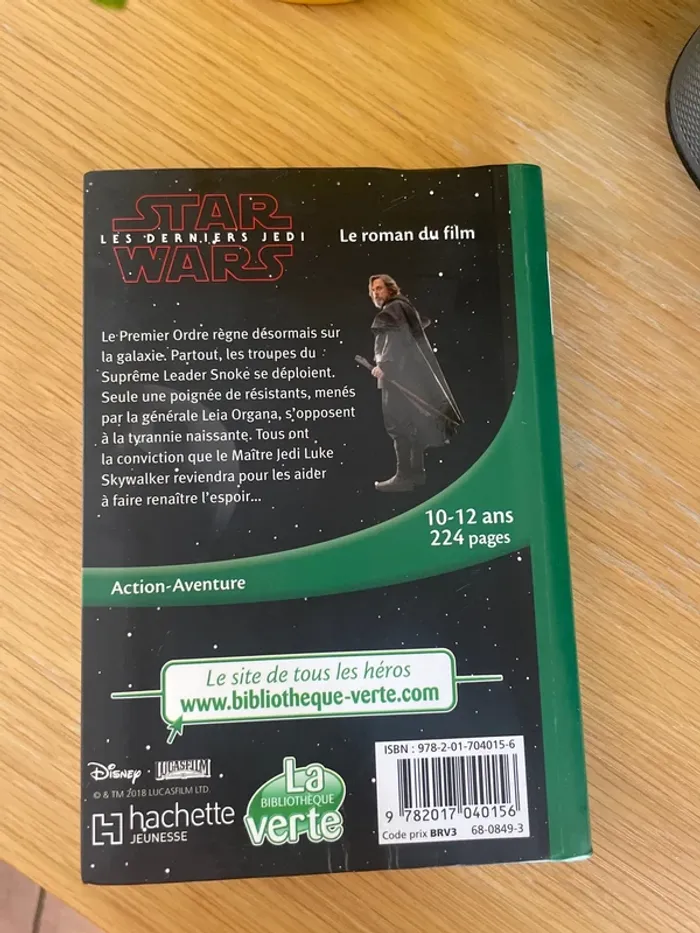 STAR
LES DERNIERS JEDI
WARS
Le roman du film
Le Premier Ordre règne désormais sur
la galaxie. Partout, les troupes du
Suprême Leader Snoke se déploient.
Seule une poignée de résistants, menés
par la générale Leia Organa, s'opposent
à la tyrannie naissante. Tous ont
la conviction que le Maître Jedi Luke
Skywalker reviendra pour les aider
à faire renaître l'espoir...
10-12 ans
224 pages
Action-Aventure
Le site de tous les héros
www.bibliotheque-verte.com
Disney
LUCASFILM
© & TM 2018 LUCASFILM LTD.
hachette
JEUNESSE
La
BIBLIOTHÈQUE
verte
ISBN : 978-2-01-704015-6
9 782017 040156
Code prix BRV3 68-0849-3